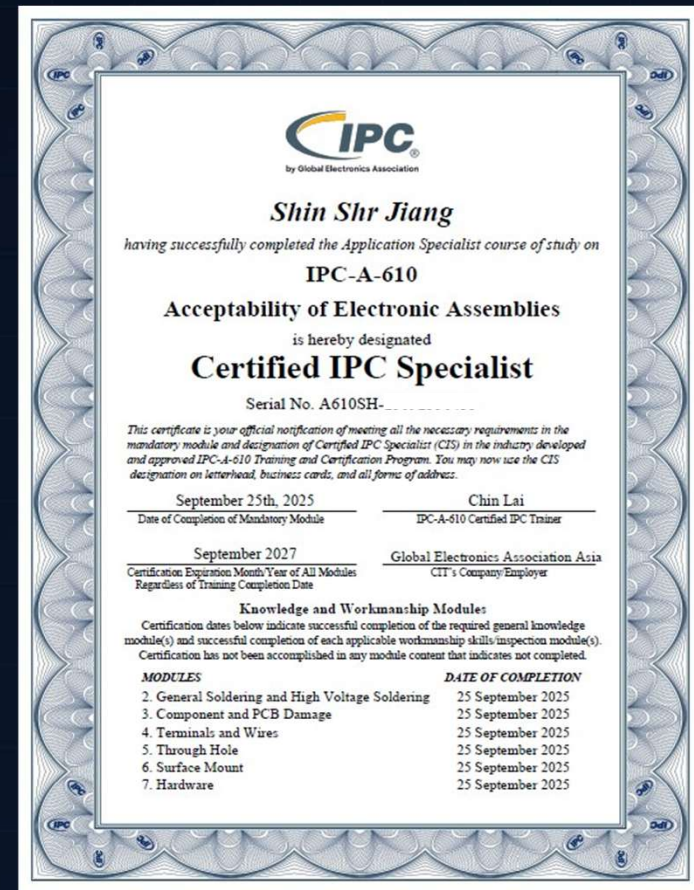 IPC®
by Global Electronics Association
Shin Shr Jiang
having successfully completed the Application Specialist course of study on
IPC-A-610
Acceptability of Electronic Assemblies
is hereby designated
Certified IPC Specialist
Serial No. A610SH-
This certificate is your official notification of meeting all the necessary requirements in the
mandatory module and designation of Certified IPC Specialist (CIS) in the industry developed
and approved IPC-A-610 Training and Certification Program. You may now use the CIS
designation on letterhead, business cards, and all forms of address.
September 25th, 2025 Chin Lai
Date of Completion of Mandatory Module IPC-A-610 Certified IPC Trainer
September 2027 Global Electronics Association Asia
Certification Expiration Month/Year of All Modules CIT's Company/Employer
Regardless of Training Completion Date
Knowledge and Workmanship Modules
Certification dates below indicate successful completion of the required general knowledge
module(s) and successful completion of each applicable workmanship skills/inspection module(s).
Certification has not been accomplished in any module content that indicates not completed.
MODULES DATE OF COMPLETION
2. General Soldering and High Voltage Soldering 25 September 2025
3. Component and PCB Damage 25 September 2025
4. Terminals and Wires 25 September 2025
5. Through Hole 25 September 2025
6. Surface Mount 25 September 2025
7. Hardware 25 September 2025